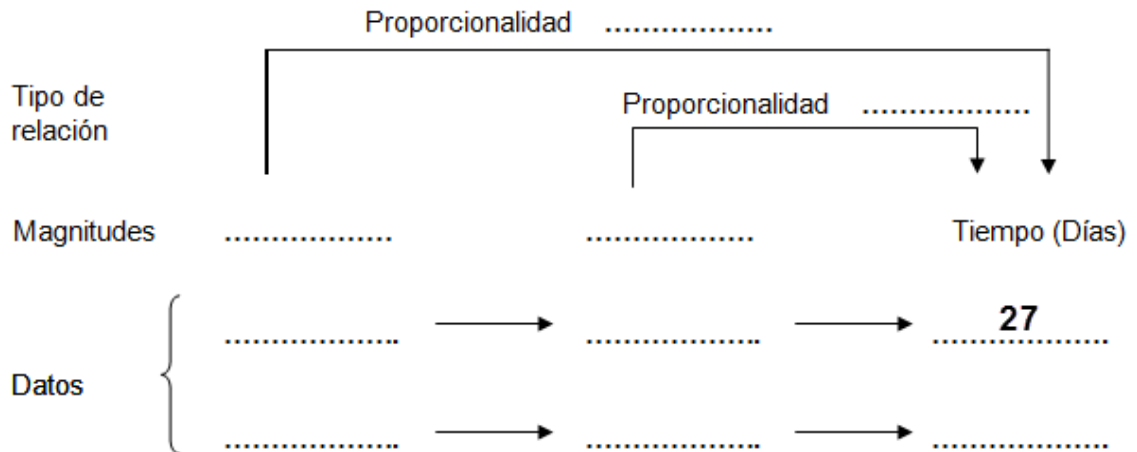 Proporcionalidad ..................
Tipo de
relación
Proporcionalidad ..................
Magnitudes .................. .................. Tiempo (Días)
................... ................... 27 ...................
Datos
................... ................... ...................